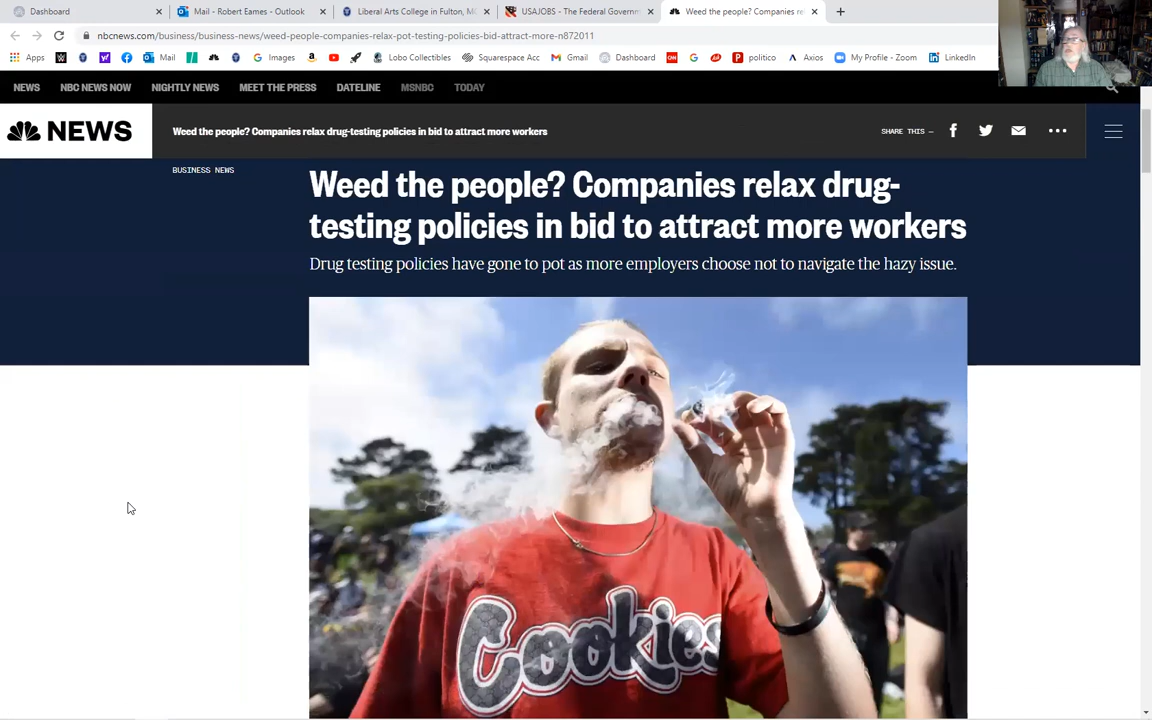 Dashboard
Mail - Robert Eames - Outlook
Liberal Arts College in Fulton, M
USAJOBS - The Federal Governm
Weed the people? Companies re
nbcnews.com/business/business-news/weed-people-companies-relax-pot-testing-policies-bid-attract-more-n872011
Apps
Mail
Images
Lobo Collectibles
Squarespace Acc
Gmail
Dashboard
politico
Axios
My Profile - Zoom
LinkedIn
NEWS
NBC NEWS NOW
NIGHTLY NEWS
MEET THE PRESS
DATELINE
MSNBC
TODAY
NEWS
Weed the people? Companies relax drug-testing policies in bid to attract more workers
SHARE THIS —
BUSINESS NEWS
Weed the people? Companies relax drug-
testing policies in bid to attract more workers
Drug testing policies have gone to pot as more employers choose not to navigate the hazy issue.
Cookies